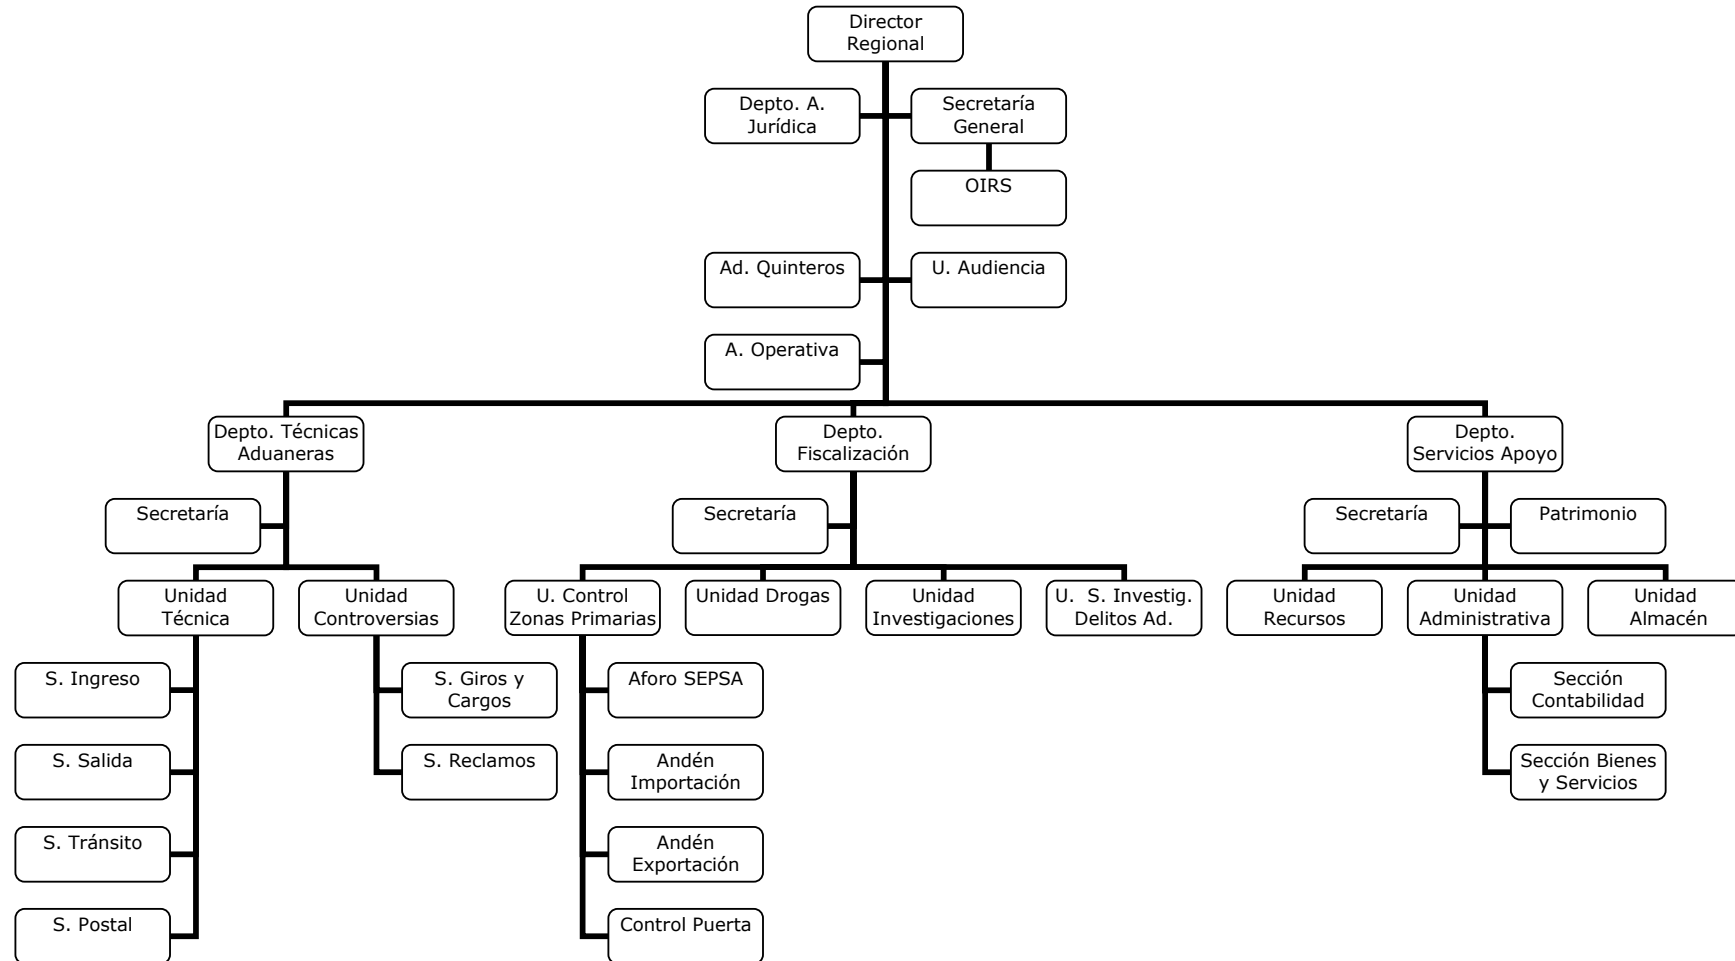 Director
Regional
Depto. A.
Jurídica
Secretaría
General
OIRS
Ad. Quinteros
U. Audiencia
A. Operativa
Depto. Técnicas
Aduaneras
Depto.
Fiscalización
Depto.
Servicios Apoyo
Secretaría
Secretaría
Secretaría
Patrimonio
Unidad
Técnica
Unidad
Controversias
U. Control
Zonas Primarias
Unidad Drogas
Unidad
Investigaciones
U. S. Investig.
Delitos Ad.
Unidad
Recursos
Unidad
Administrativa
Unidad
Almacén
S. Ingreso
S. Giros y
Cargos
Aforo SEPSA
Sección
Contabilidad
S. Salida
S. Reclamos
Andén
Importación
Sección Bienes
y Servicios
S. Tránsito
Andén
Exportación
S. Postal
Control Puerta